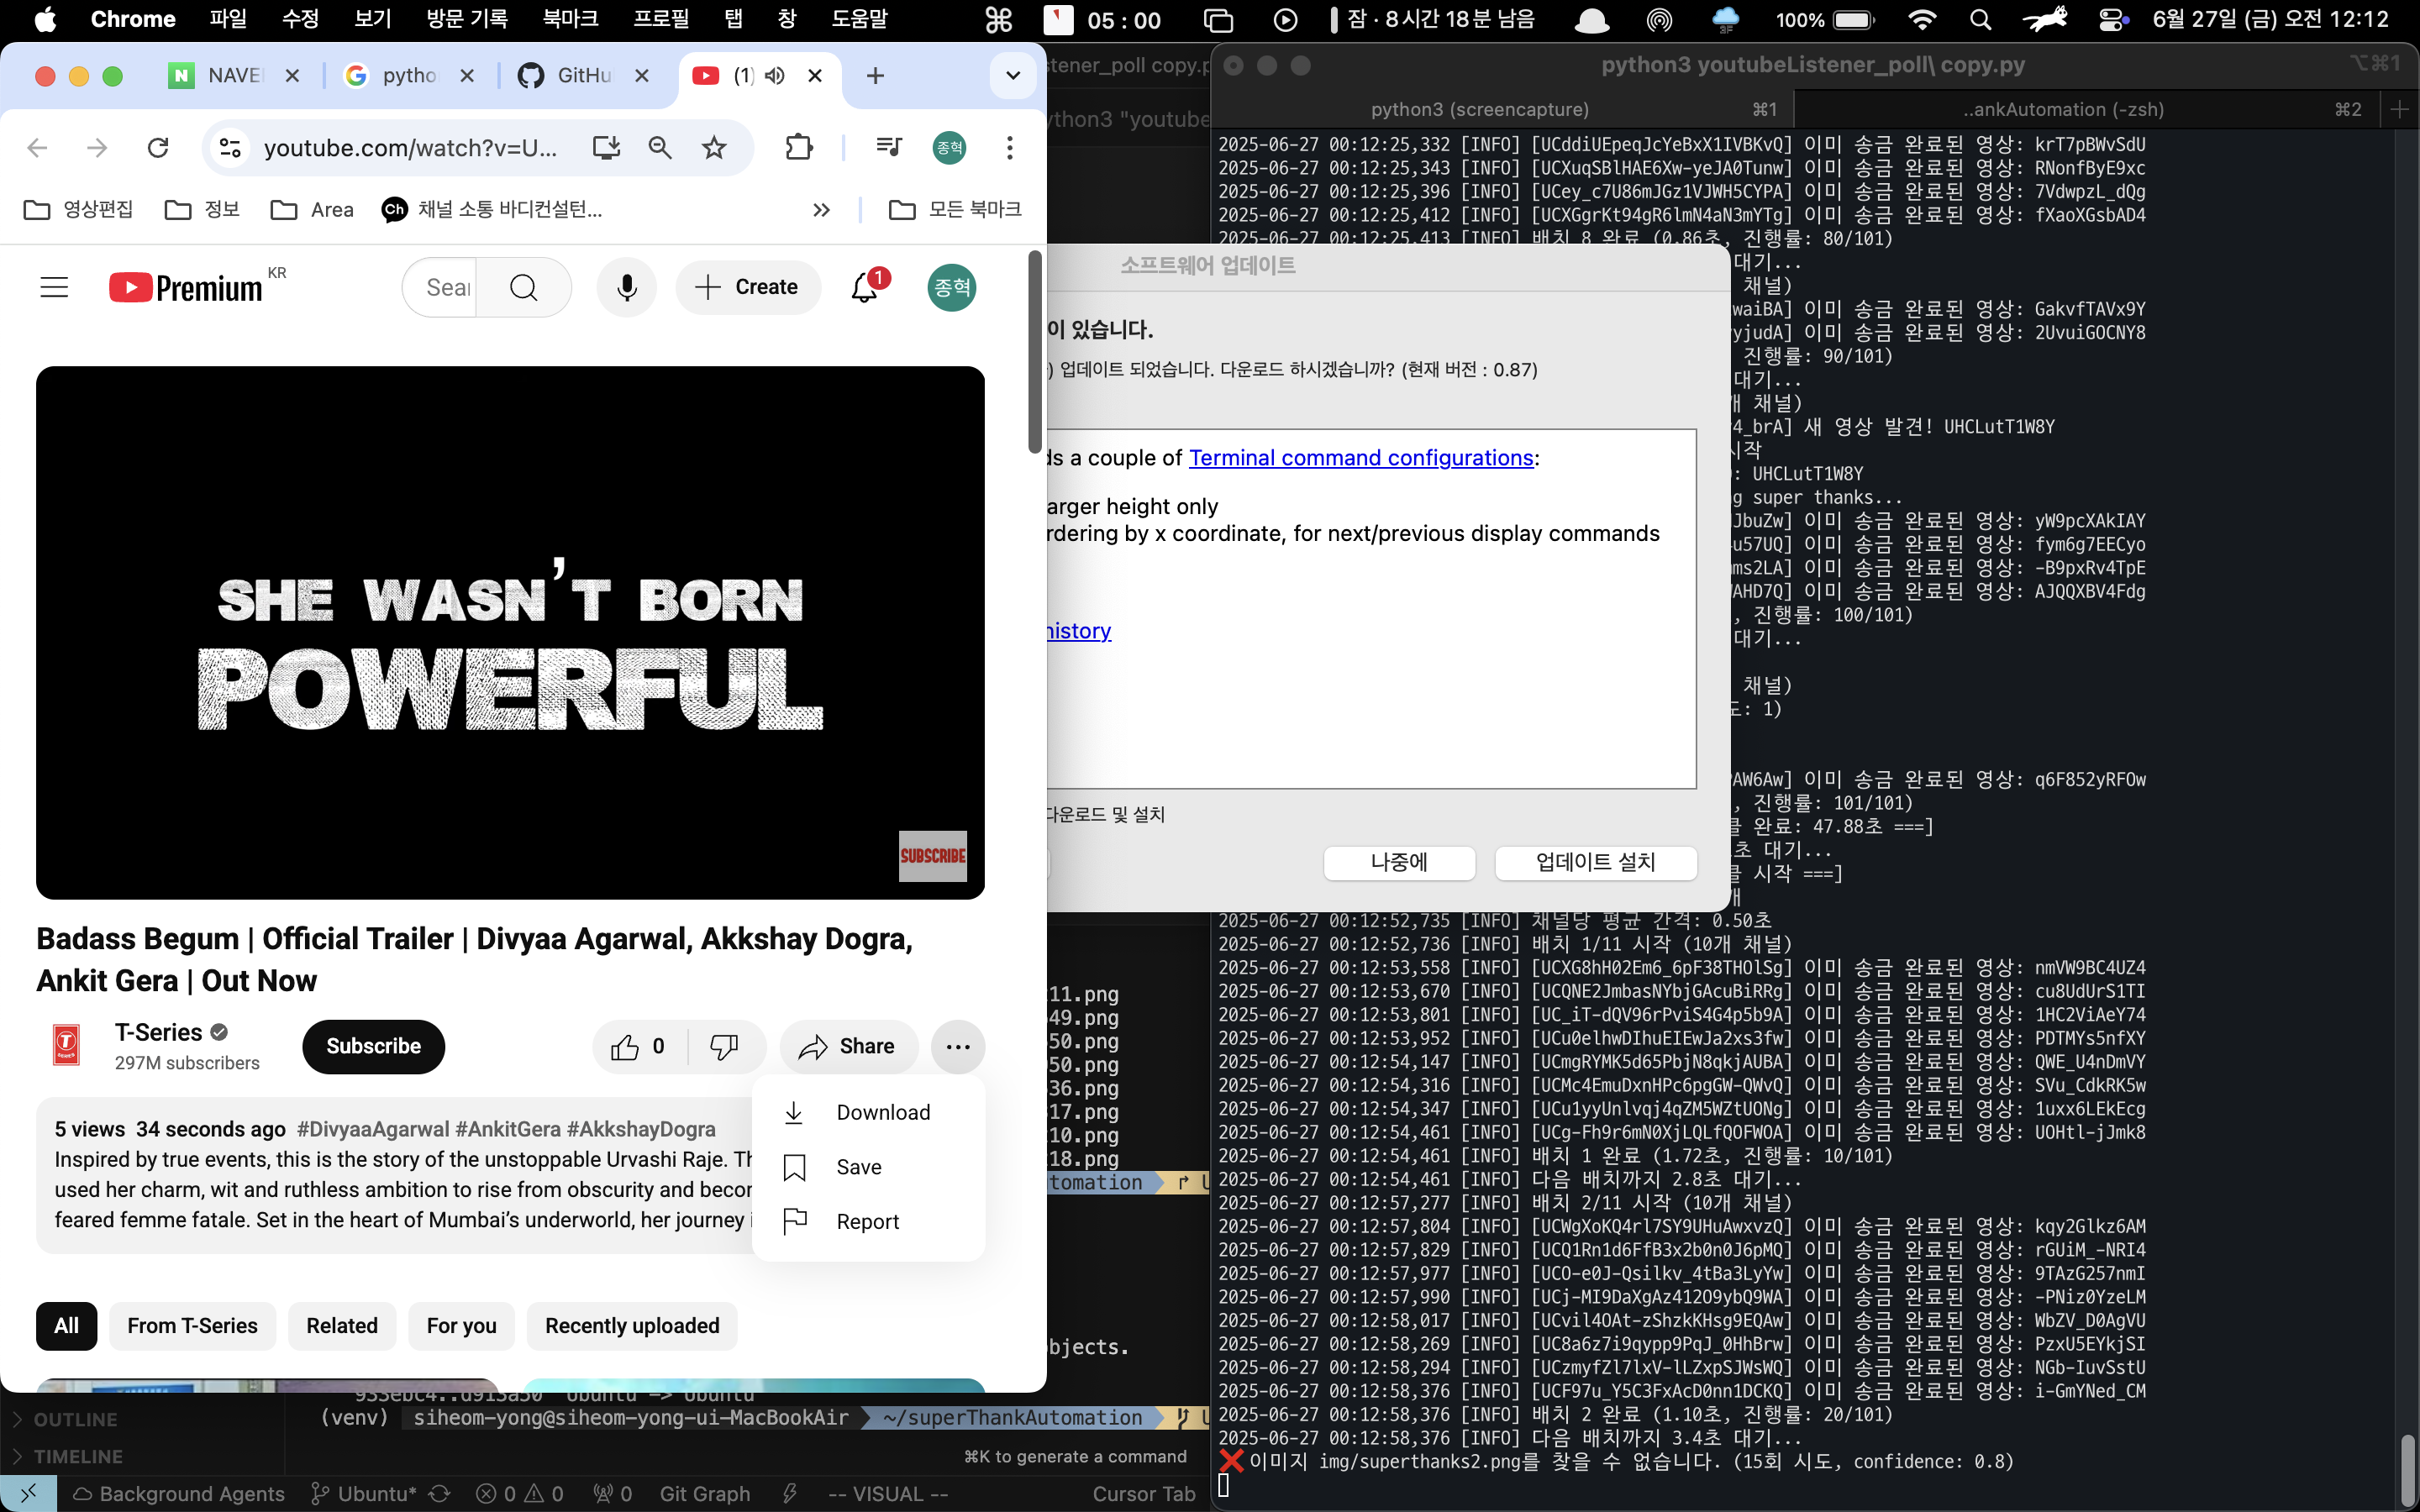 Chrome 파일 수정 보기 방문 기록 북마크 프로필 탭 창 도움말 05 : 00 잠 · 8시간 18분 남음 3F 100% 6월 27일 (금) 오전 12:12
NAVE pytho GitHu (1)
youtube.com/watch?v=U... 종혁
영상편집 정보 Area Ch 채널 소통 바디컨설턴... 모든 북마크
Premium KR Sear Create 1 종혁
SHE WASN'T BORN
POWERFUL
SUBSCRIBE
Badass Begum | Official Trailer | Divyaa Agarwal, Akkshay Dogra,
Ankit Gera | Out Now
T-Series
297M subscribers
Subscribe 0 Share
Download
Save
Report
5 views 34 seconds ago #DivyaaAgarwal #AnkitGera #AkkshayDogra
Inspired by true events, this is the story of the unstoppable Urvashi Raje.
used her charm, wit and ruthless ambition to rise from obscurity and
feared femme fatale. Set in the heart of Mumbai's underworld, her journey
All From T-Series Related For you Recently uploaded
stener_poll copy.p
ython3 "youtube
소프트웨어 업데이트
이 있습니다.
) 업데이트 되었습니다. 다운로드 하시겠습니까? (현재 버전 : 0.87)
ds a couple of Terminal command configurations:
arger height only
rdering by x coordinate, for next/previous display commands
history
다운로드 및 설치
나중에 업데이트 설치
11.png
49.png
50.png
50.png
36.png
17.png
10.png
18.png
tomation
bjects.
933ebc4..d913a50 Ubuntu -> Ubuntu
(venv) siheom-yong@siheom-yong-ui-MacBookAir ~/superThankAutomation
OUTLINE
TIMELINE
⌘K to generate a command
Background Agents Ubuntu* 0 0 0 Git Graph -- VISUAL -- Cursor Tab
python3 youtubeListener_poll\ copy.py ⌥⌘1
python3 (screencapture) ⌘1 ..ankAutomation (-zsh) ⌘2
2025-06-27 00:12:25,332 [INFO] [UCddiUEpeqJcYeBxX1IVBKvQ] 이미 송금 완료된 영상: krT7pBWvSdU
2025-06-27 00:12:25,343 [INFO] [UCXuqSBlHAE6Xw-yeJA0Tunw] 이미 송금 완료된 영상: RNonfByE9xc
2025-06-27 00:12:25,396 [INFO] [UCey_c7U86mJGz1VJWH5CYPA] 이미 송금 완료된 영상: 7VdwpzL_dQg
2025-06-27 00:12:25,412 [INFO] [UCXGgrKt94gR6lmN4aN3mYTg] 이미 송금 완료된 영상: fXaoXGsbAD4
2025-06-27 00:12:25,413 [INFO] 배치 8 완료 (0.86초, 진행률: 80/101)
대기...
채널)
waiBA] 이미 송금 완료된 영상: GakvfTAVx9Y
yjudA] 이미 송금 완료된 영상: 2UvuiGOCNY8
진행률: 90/101)
대기...
개 채널)
4_brA] 새 영상 발견! UHCLutT1W8Y
시작
: UHCLutT1W8Y
g super thanks...
JbuZw] 이미 송금 완료된 영상: yW9pcXAkIAY
u57UQ] 이미 송금 완료된 영상: fym6g7EECyo
ms2LA] 이미 송금 완료된 영상: -B9pxRv4TpE
AHD7Q] 이미 송금 완료된 영상: AJQQXBV4Fdg
, 진행률: 100/101)
대기...
채널)
도: 1)
AW6Aw] 이미 송금 완료된 영상: q6F852yRFOw
, 진행률: 101/101)
클 완료: 47.88초 ===]
초 대기...
클 시작 ===]
개
2025-06-27 00:12:52,735 [INFO] 채널당 평균 간격: 0.50초
2025-06-27 00:12:52,736 [INFO] 배치 1/11 시작 (10개 채널)
2025-06-27 00:12:53,558 [INFO] [UCXG8hH02Em6_6pF38THOlSg] 이미 송금 완료된 영상: nmVW9BC4UZ4
2025-06-27 00:12:53,670 [INFO] [UCQNE2JmbasNYbjGAcuBiRRg] 이미 송금 완료된 영상: cu8UdUrS1TI
2025-06-27 00:12:53,801 [INFO] [UC_iT-dQV96rPviS4G4p5b9A] 이미 송금 완료된 영상: 1HC2ViAeY74
2025-06-27 00:12:53,952 [INFO] [UCu0elhwDIhuEIEwJa2xs3fw] 이미 송금 완료된 영상: PDTMYs5nfXY
2025-06-27 00:12:54,147 [INFO] [UCmgRYMK5d65PbjN8qkjAUBA] 이미 송금 완료된 영상: QWE_U4nDmVY
2025-06-27 00:12:54,316 [INFO] [UCMc4EmuDxnHPc6pgGW-QWvQ] 이미 송금 완료된 영상: SVu_CdkRK5w
2025-06-27 00:12:54,347 [INFO] [UCu1yyUnlvqj4qZM5WZtUONg] 이미 송금 완료된 영상: 1uxx6LEkEcg
2025-06-27 00:12:54,461 [INFO] [UCg-Fh9r6mN0XjLQLfQOFWOA] 이미 송금 완료된 영상: UOHtl-jJmk8
2025-06-27 00:12:54,461 [INFO] 배치 1 완료 (1.72초, 진행률: 10/101)
2025-06-27 00:12:54,461 [INFO] 다음 배치까지 2.8초 대기...
2025-06-27 00:12:57,277 [INFO] 배치 2/11 시작 (10개 채널)
2025-06-27 00:12:57,804 [INFO] [UCWgXoKQ4rl7SY9UHuAwxvzQ] 이미 송금 완료된 영상: kqy2Glkz6AM
2025-06-27 00:12:57,829 [INFO] [UCQ1Rn1d6FfB3x2b0n0J6pMQ] 이미 송금 완료된 영상: rGUiM_-NRI4
2025-06-27 00:12:57,977 [INFO] [UCO-e0J-Qsilkv_4tBa3LyYw] 이미 송금 완료된 영상: 9TAzG257nmI
2025-06-27 00:12:57,990 [INFO] [UCj-MI9DaXgAz412O9ybQ9WA] 이미 송금 완료된 영상: -PNiz0YzeLM
2025-06-27 00:12:58,017 [INFO] [UCvil4OAt-zShzkKHsg9EQAw] 이미 송금 완료된 영상: WbZV_D0AgVU
2025-06-27 00:12:58,269 [INFO] [UC8a6z7i9qypp9PqJ_0HhBrw] 이미 송금 완료된 영상: PzxU5EYkjSI
2025-06-27 00:12:58,294 [INFO] [UCzmyfZl7lxV-lLZxpSJWsWQ] 이미 송금 완료된 영상: NGb-IuvSstU
2025-06-27 00:12:58,376 [INFO] [UCF97u_Y5C3FxAcD0nn1DCKQ] 이미 송금 완료된 영상: i-GmYNed_CM
2025-06-27 00:12:58,376 [INFO] 배치 2 완료 (1.10초, 진행률: 20/101)
2025-06-27 00:12:58,376 [INFO] 다음 배치까지 3.4초 대기...
❌이미지 img/superthanks2.png를 찾을 수 없습니다. (15회 시도, confidence: 0.8)